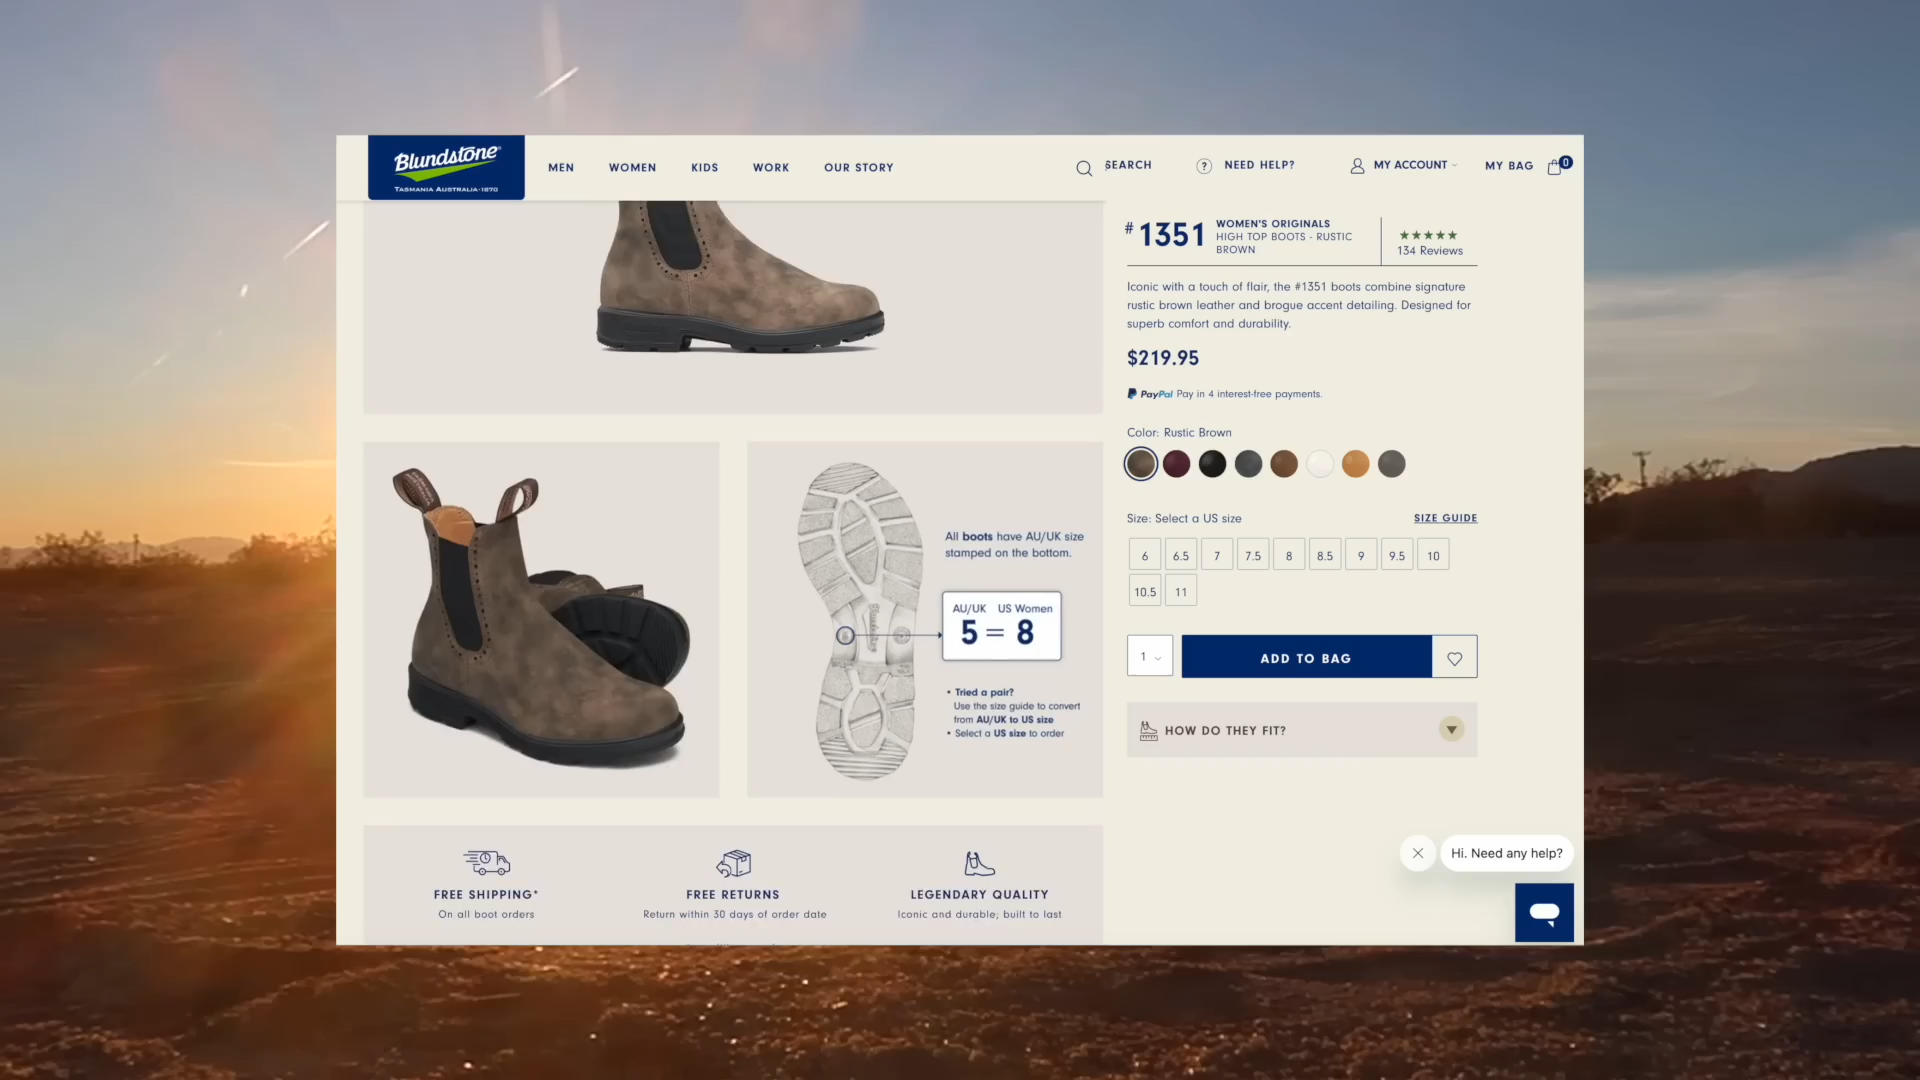 Blundstone®
TASMANIA AUSTRALIA·1870
MEN WOMEN KIDS WORK OUR STORY
SEARCH
? NEED HELP?
MY ACCOUNT
MY BAG 0
#1351
WOMEN'S ORIGINALS
HIGH TOP BOOTS - RUSTIC
BROWN
★★★★★
134 Reviews
Iconic with a touch of flair, the #1351 boots combine signature
rustic brown leather and brogue accent detailing. Designed for
superb comfort and durability.
$219.95
PayPal Pay in 4 interest-free payments.
Color: Rustic Brown
Size: Select a US size
SIZE GUIDE
6 6.5 7 7.5 8 8.5 9 9.5 10
10.5 11
1
ADD TO BAG
HOW DO THEY FIT?
All boots have AU/UK size
stamped on the bottom.
AU/UK US Women
5 = 8
• Tried a pair?
Use the size guide to convert
from AU/UK to US size
• Select a US size to order
FREE SHIPPING*
On all boot orders
FREE RETURNS
Return within 30 days of order date
LEGENDARY QUALITY
Iconic and durable; built to last
Hi. Need any help?